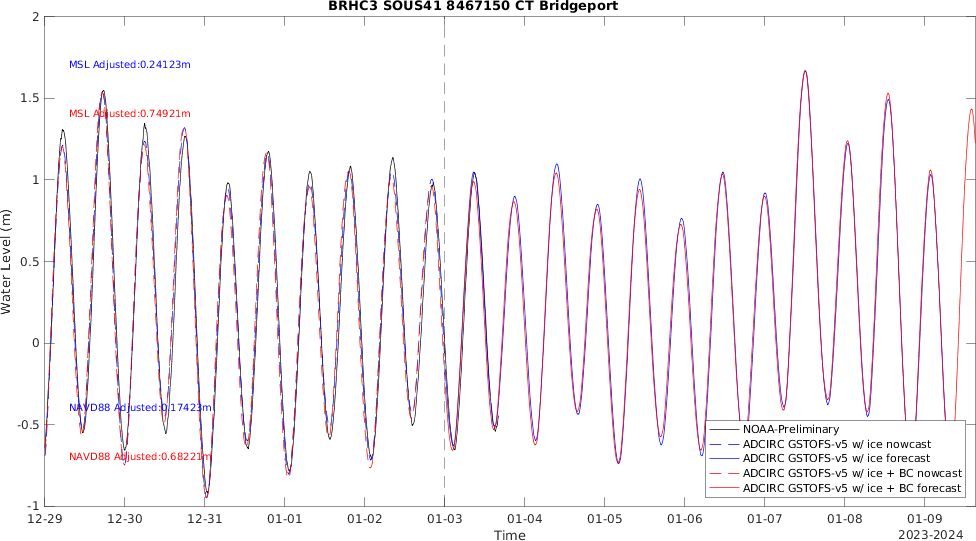 BRHC3 SOUS41 8467150 CT Bridgeport
2
1.5
1
0.5
0
-0.5
-1
Water Level (m)
MSL Adjusted:0.24123m
MSL Adjusted:0.74921m
NAVD88 Adjusted:0.17423m
NAVD88 Adjusted:0.68221m
NOAA-Preliminary
ADCIRC GSTOFS-v5 w/ ice nowcast
ADCIRC GSTOFS-v5 w/ ice forecast
ADCIRC GSTOFS-v5 w/ ice + BC nowcast
ADCIRC GSTOFS-v5 w/ ice + BC forecast
12-29 12-30 12-31 01-01 01-02 01-03 01-04 01-05 01-06 01-07 01-08 01-09
Time
2023-2024